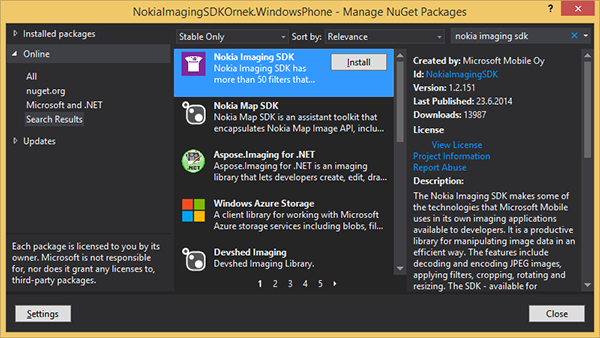 NokiaImagingSDKOrnek.WindowsPhone - Manage NuGet Packages
?
Installed packages
Online
All
nuget.org
Microsoft and .NET
Search Results
Updates
Each package is licensed to you by its
owner. Microsoft is not responsible
for, nor does it grant any licenses to,
third-party packages.
Stable Only
Sort by: Relevance
nokia imaging sdk
Nokia Imaging SDK
Nokia Imaging SDK has
more than 50 filters that...
Install
Nokia Map SDK
Nokia Map SDK is an assistant toolkit that
encapsulates Nokia Map Image API, inclu...
Aspose.Imaging for .NET
Aspose.Imaging for .NET is an imaging
library that lets developers create, edit, dra...
Windows Azure Storage
A client library for working with Microsoft
Azure storage services including blobs, fil...
Devshed Imaging
Devshed Imaging Library.
1 2 3 4 5
Created by: Microsoft Mobile Oy
Id: NokiaImagingSDK
Version: 1.2.151
Last Published: 23.6.2014
Downloads: 13987
License
View License
Project Information
Report Abuse
Description:
The Nokia Imaging SDK makes some of
the technologies that Microsoft Mobile
uses in its own imaging applications
available to developers. It is a productive
library for manipulating image data in an
efficient way. The features include
decoding and encoding JPEG images,
applying filters, cropping, rotating and
resizing. The SDK - available for
Settings
Close